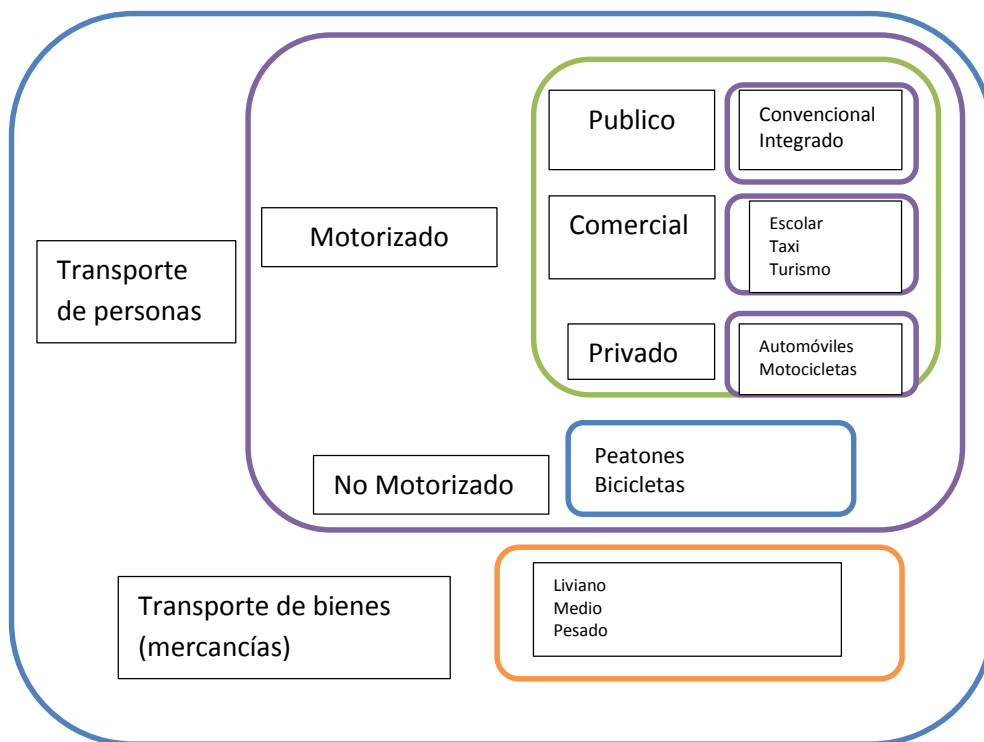 Transporte
de personas
Motorizado
Publico
Convencional
Integrado
Comercial
Escolar
Taxi
Turismo
Privado
Automóviles
Motocicletas
No Motorizado
Peatones
Bicicletas
Transporte de bienes
(mercancías)
Liviano
Medio
Pesado